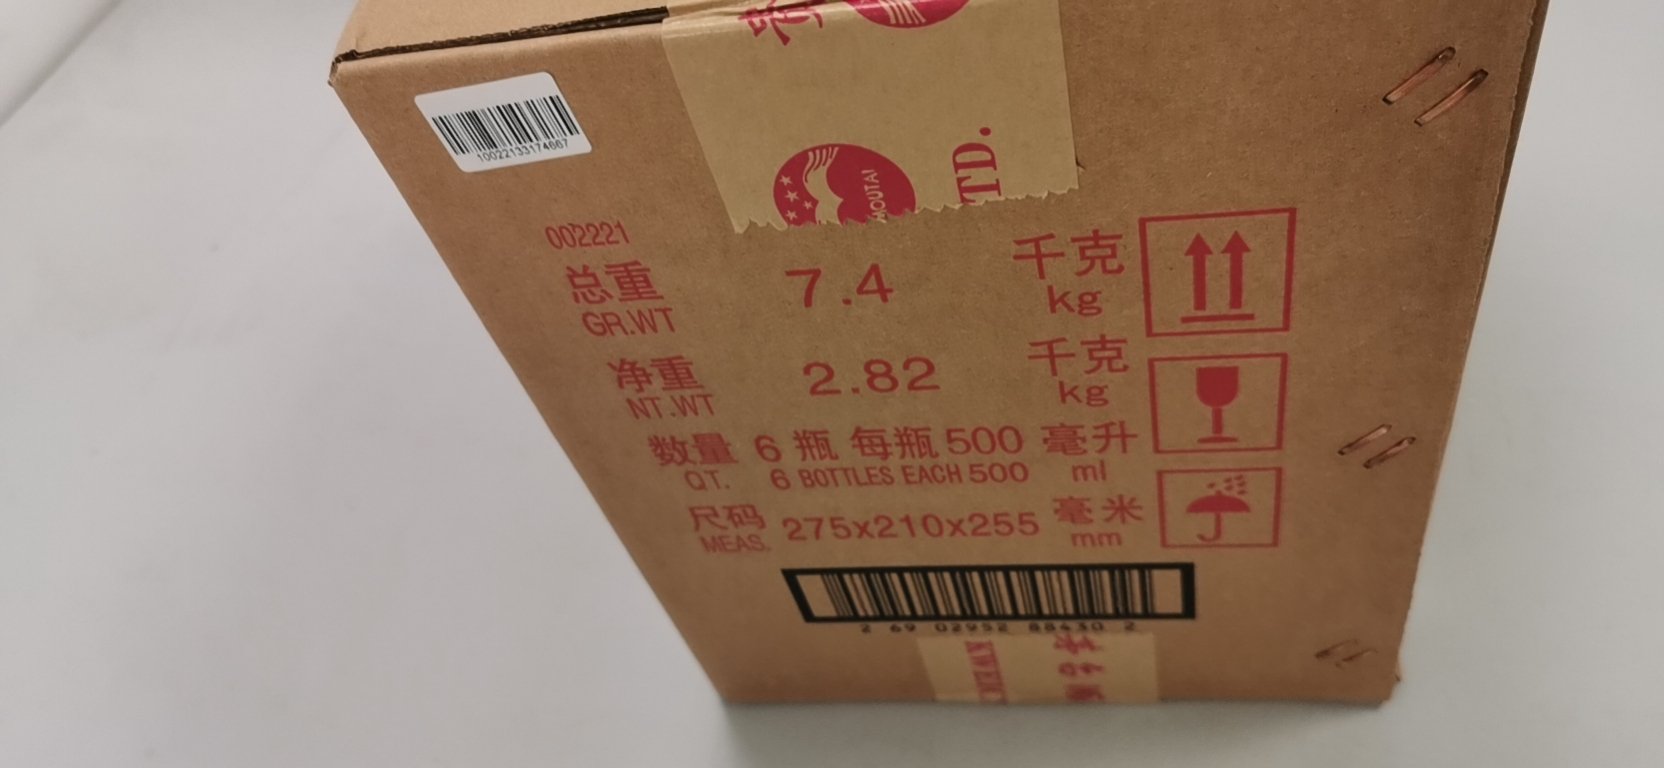 MOUTAI
TD.
10022133174667
002221
总重 7.4 千克
GR.WT kg
净重 2.82 千克
NT.WT kg
数量 6 瓶 每瓶 500 毫升
QT. 6 BOTTLES EACH 500 ml
尺码 275x210x255 毫米
MEAS. mm
2 69 02952 88430 2